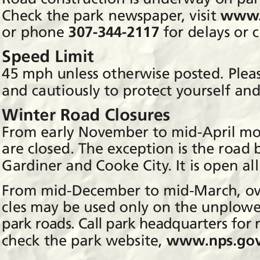 Road construction is underway on par
Check the park newspaper, visit www.
or phone 307-344-2117 for delays or c
Speed Limit
45 mph unless otherwise posted. Pleas
and cautiously to protect yourself and
Winter Road Closures
From early November to mid-April mo
are closed. The exception is the road b
Gardiner and Cooke City. It is open all
From mid-December to mid-March, ov
cles may be used only on the unplowe
park roads. Call park headquarters for r
check the park website, www.nps.gov